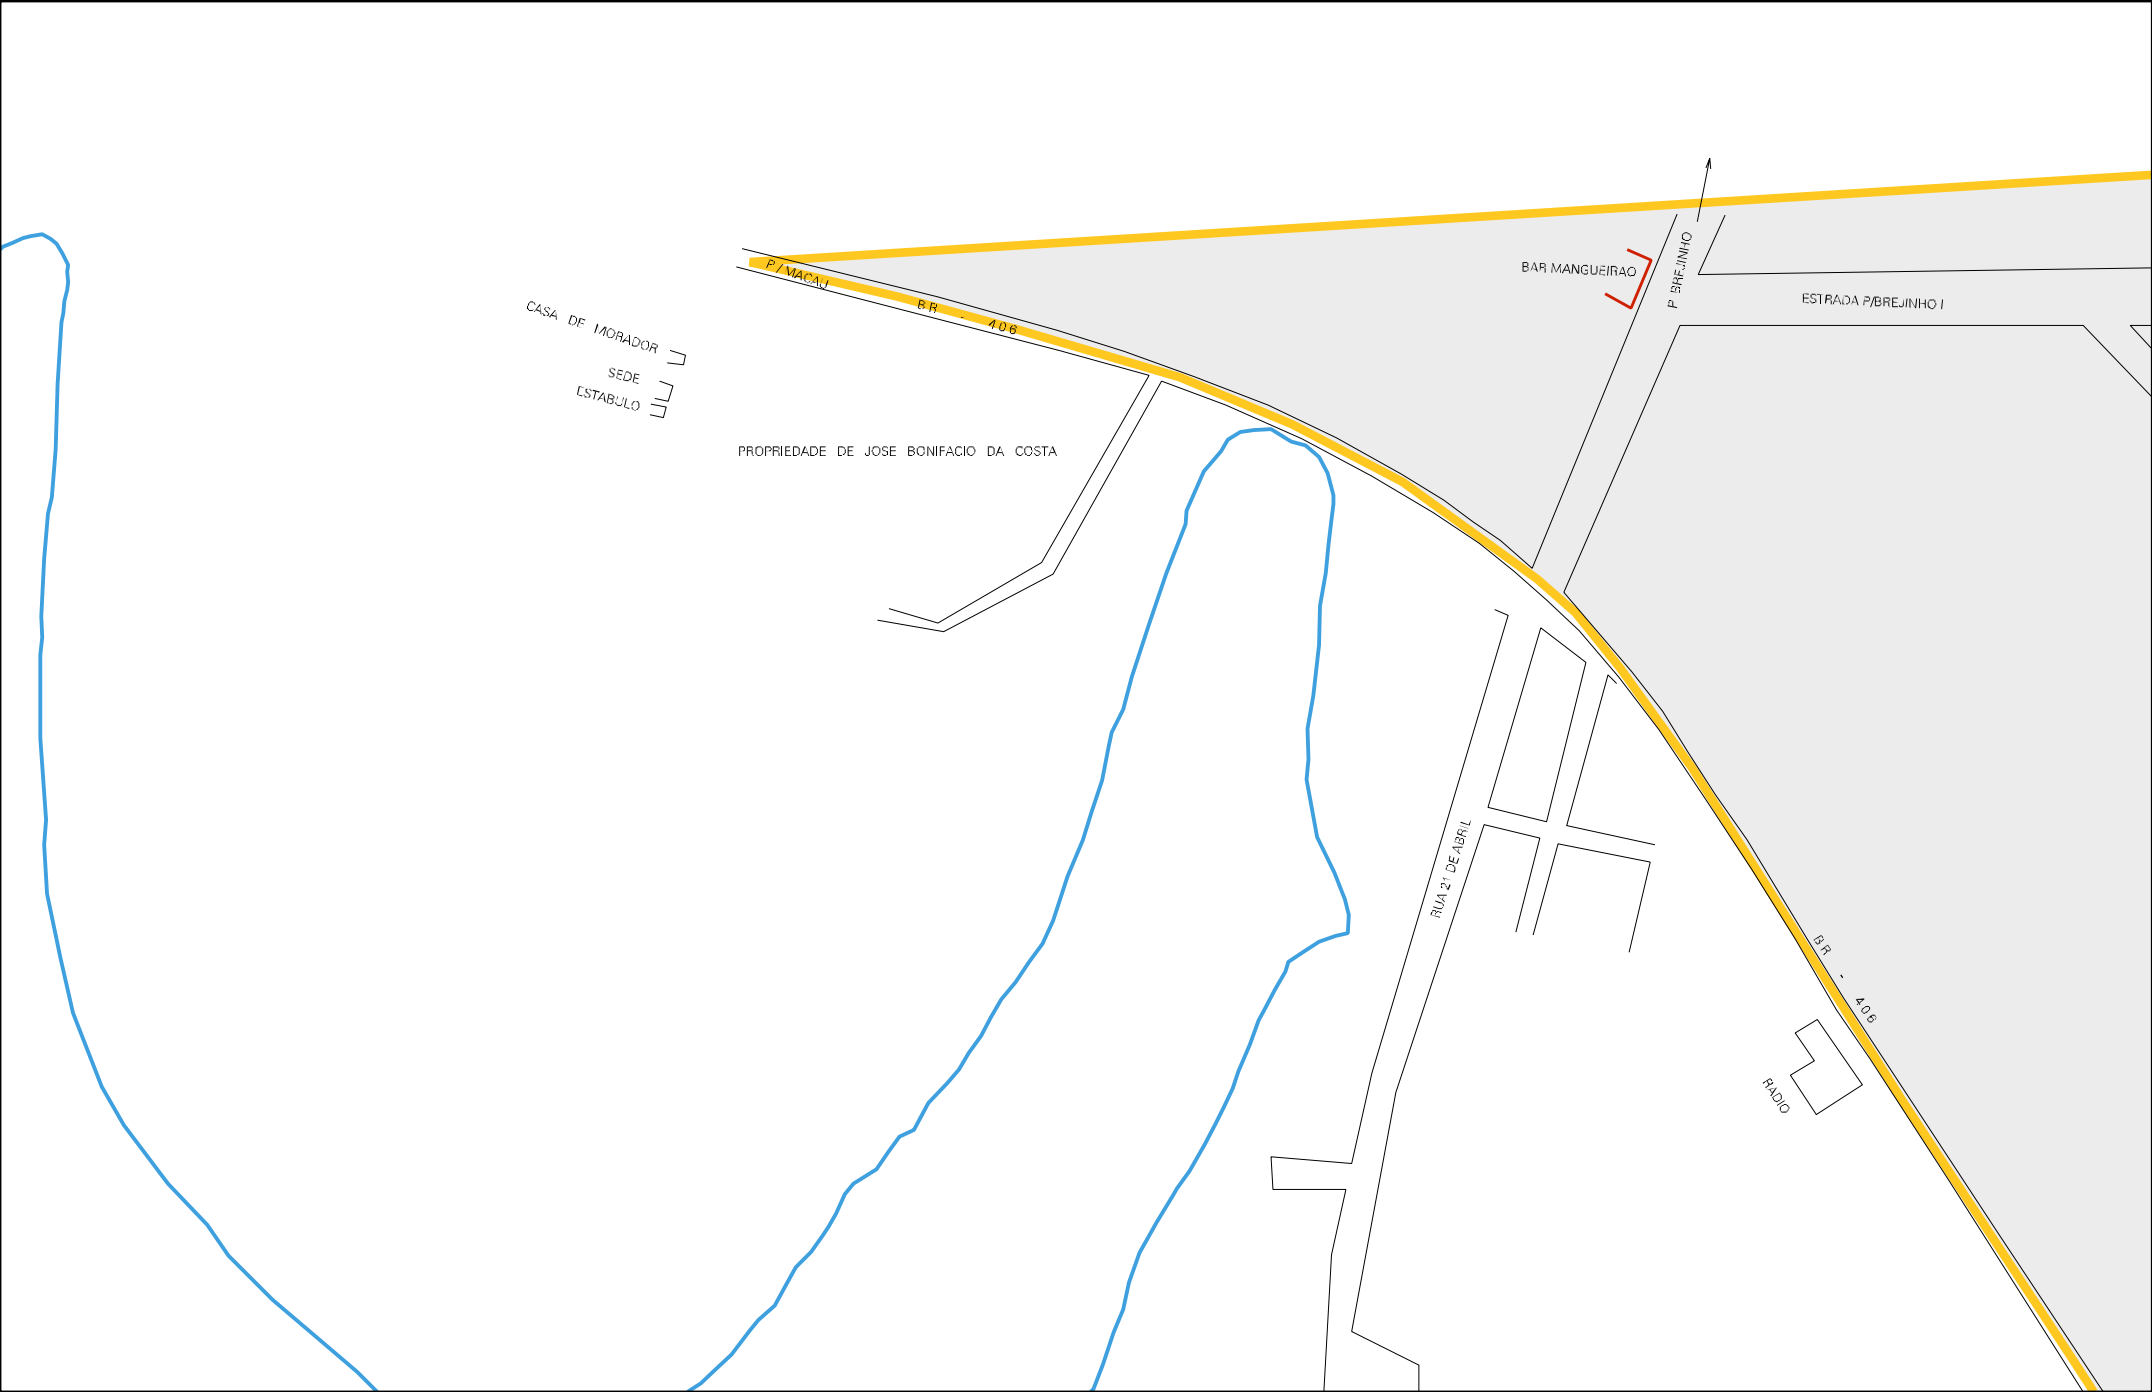 P BREJINHO
BAR MANGUEIRAO
P / MACAU
ESTRADA P/BREJINHO I
BR - 406
CASA DE MORADOR
SEDE
ESTABULO
PROPRIEDADE DE JOSE BONIFACIO DA COSTA
RUA 21 DE ABRIL
BR - 406
RADIO